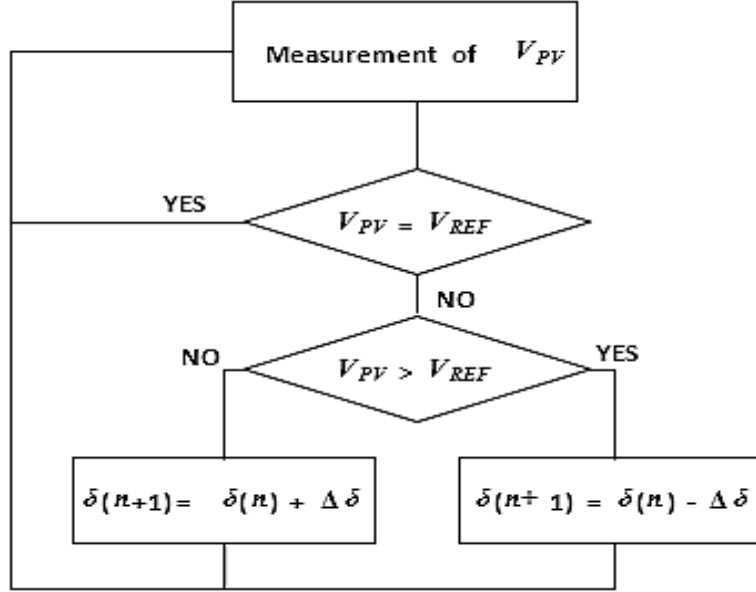 Measurement of V_PV
YES
V_PV = V_REF
NO
NO
YES
V_PV > V_REF
δ(n+1)= δ(n) + Δδ
δ(n+ 1) = δ(n) - Δδ